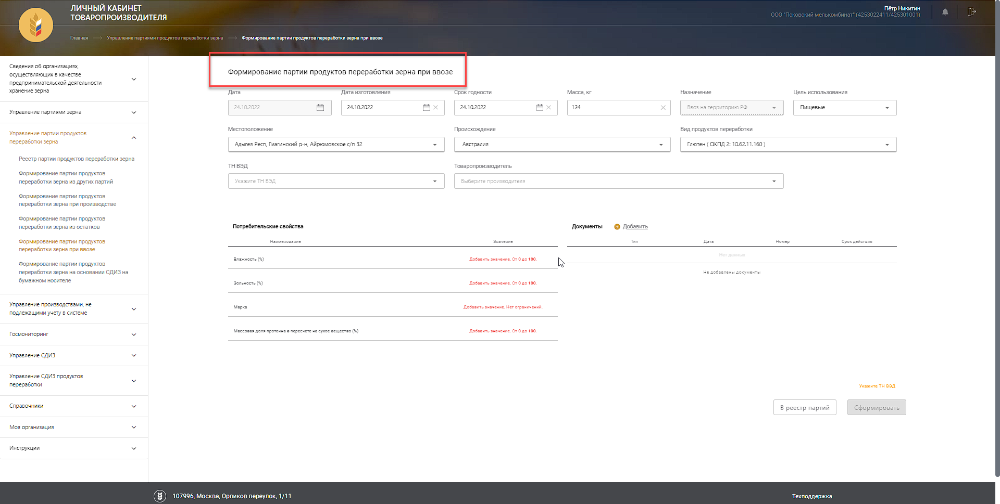 ЛИЧНЫЙ КАБИНЕТ
ТОВАРОПРОИЗВОДИТЕЛЯ
Пётр Никитин
ООО "Псковский мелькомбинат" (4253022411/425301001)
Главная
Управление партиями продуктов переработки зерна
Формирование партии продуктов переработки зерна при ввозе
Сведения об организациях,
осуществляющих в качестве
предпринимательской деятельности
хранение зерна
Управление партиями зерна
Управление партии продуктов
переработки зерна
Реестр партии продуктов переработки зерна
Формирование партии продуктов
переработки зерна из других партий
Формирование партии продуктов
переработки зерна при производстве
Формирование партии продуктов
переработки зерна из остатков
Формирование партии продуктов
переработки зерна при ввозе
Формирование партии продуктов
переработки зерна на основании СДИЗ на
бумажном носителе
Управление производствами, не
подлежащими учету в системе
Госмониторинг
Управление СДИЗ
Управление СДИЗ продуктов
переработки
Справочники
Моя организация
Инструкции
Формирование партии продуктов переработки зерна при ввозе
Дата Дата изготовления Срок годности Масса, кг Назначение Цель использования
24.10.2022 24.10.2022 24.10.2022 124 Ввоз на территорию РФ Пищевые
Местоположение Происхождение Вид продуктов переработки
Адыгея Респ, Гиагинский р-н, Айрюмовское с/п 32 Австралия Глютен ( ОКПД 2: 10.62.11.160 )
ТН ВЭД Товаропроизводитель
Укажите ТН ВЭД Выберите производителя
Потребительские свойства
Наименование Значение
Влажность (%) Добавить значение. От 0 до 100.
Зольность (%) Добавить значение. От 0 до 100.
Марка Добавить значение. Нет ограничений.
Массовая доля протеина в пересчете на сухое вещество (%) Добавить значение. От 0 до 100.
Документы Добавить
Тип Дата Номер Срок действия
Нет данных
Не добавлены документы
Укажите ТН ВЭД
В реестр партий Сформировать
107996, Москва, Орликов переулок, 1/11
Техподдержка